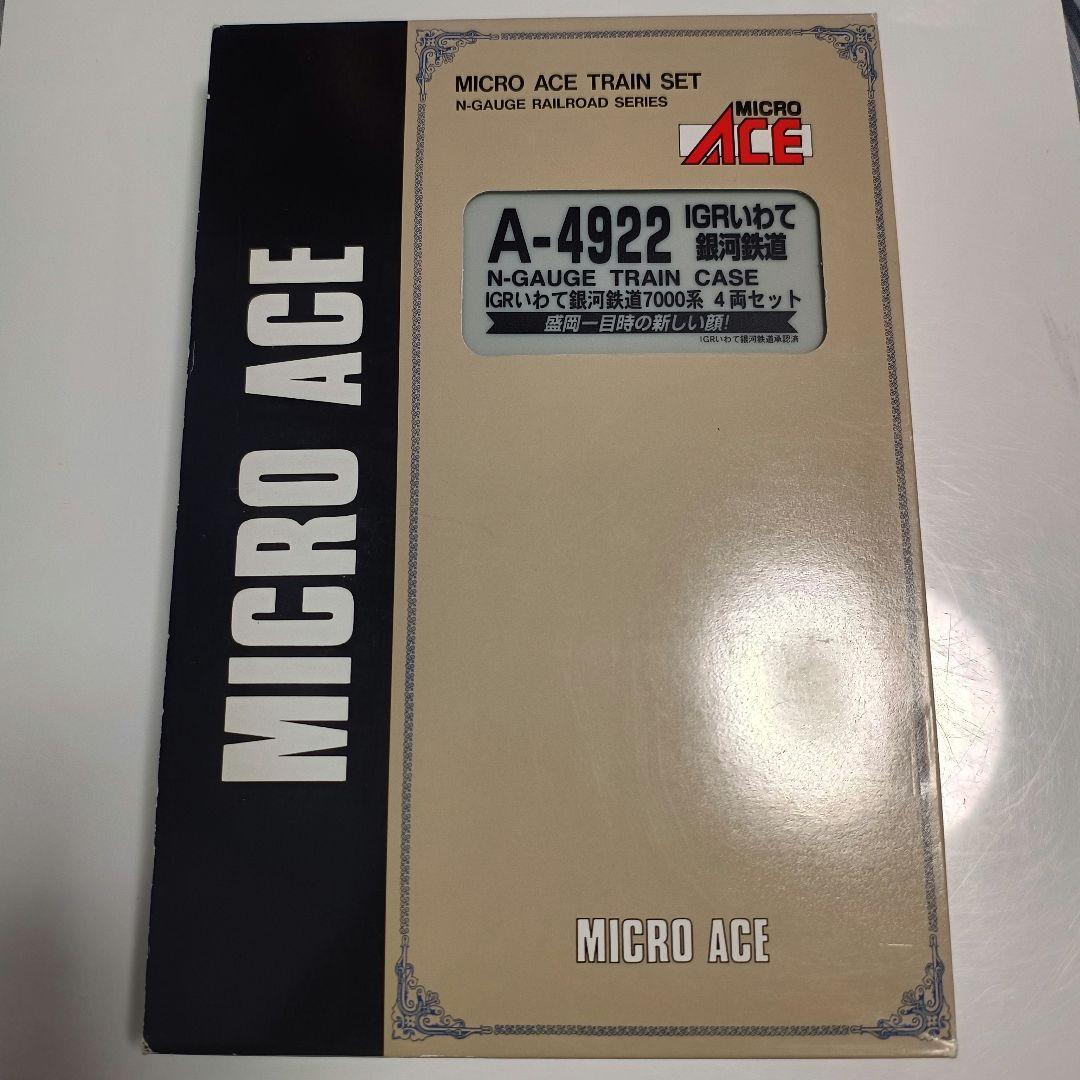 MICRO ACE
MICRO ACE TRAIN SET
N-GAUGE RAILROAD SERIES
MICRO
ACE
A-4922 IGRいわて
銀河鉄道
N-GAUGE TRAIN CASE
IGRいわて銀河鉄道7000系 4両セット
盛岡ー目時の新しい顔!
IGRいわて銀河鉄道承認済
MICRO ACE